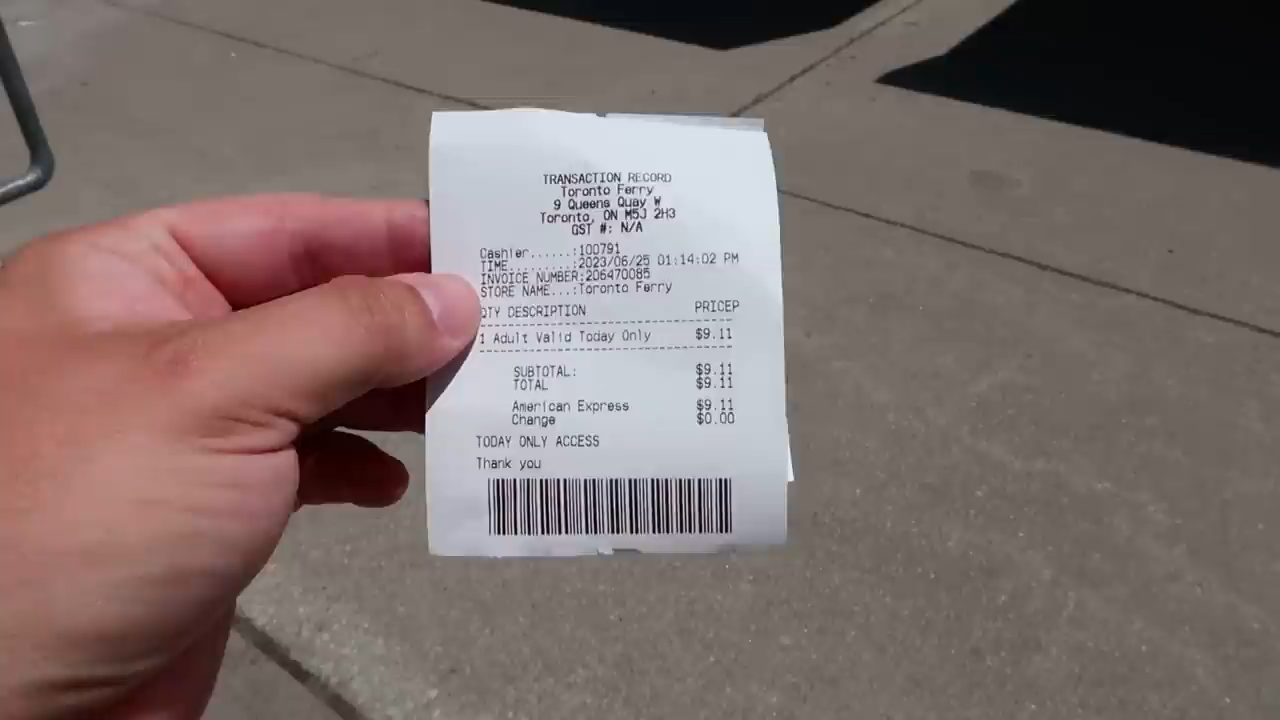 TRANSACTION RECORD
Toronto Ferry
9 Queens Quay W
Toronto, ON M5J 2H3
GST #: N/A
Cashier......:100791
TIME.........:2023/06/25 01:14:02 PM
INVOICE NUMBER:206470085
STORE NAME...:Toronto Ferry
QTY DESCRIPTION PRICEP
1 Adult Valid Today Only $9.11
SUBTOTAL: $9.11
TOTAL $9.11
American Express $9.11
Change $0.00
TODAY ONLY ACCESS
Thank you